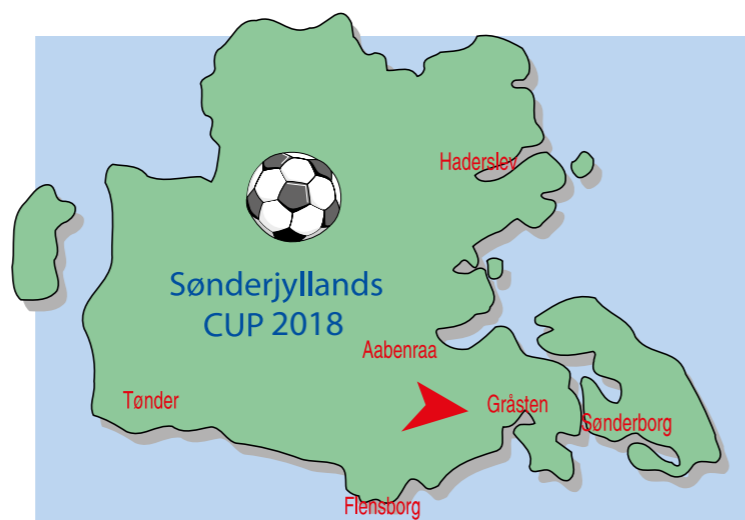 Haderslev
Sønderjyllands
CUP 2018
Aabenraa
Tønder
Gråsten
Sønderborg
Flensborg